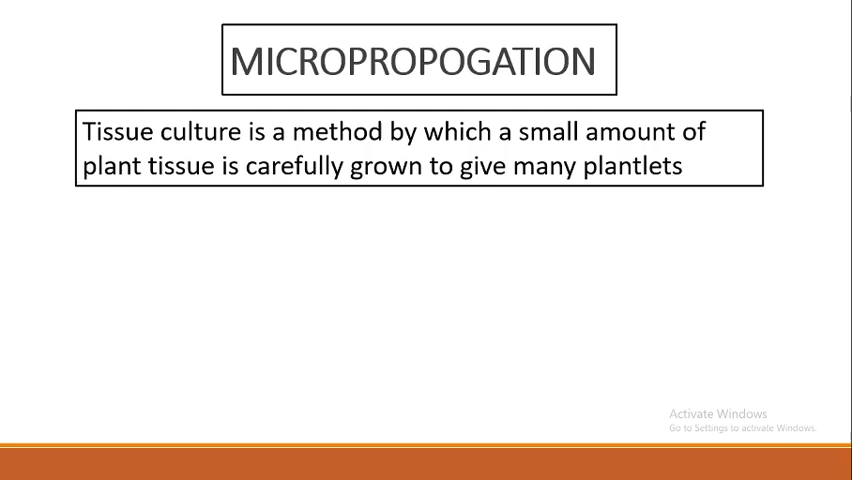 MICROPROPOGATION
Tissue culture is a method by which a small amount of
plant tissue is carefully grown to give many plantlets
Activate Windows
Go to Settings to activate Windows.